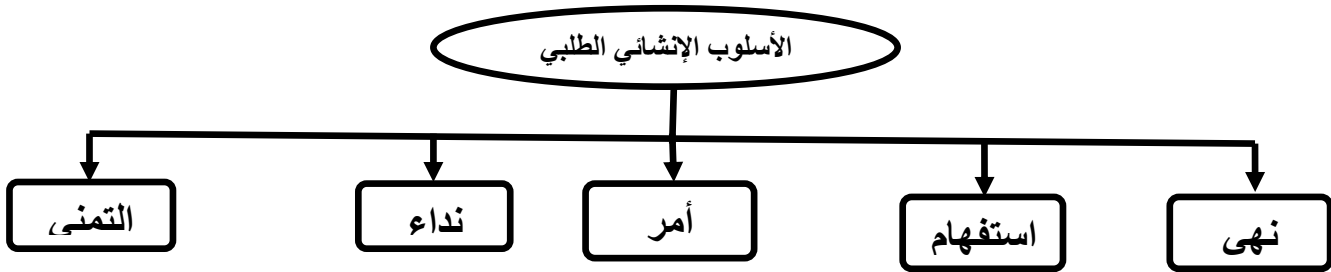 الأسلوب الإنشائي الطلبي
نهى
استفهام
أمر
نداء
التمنى